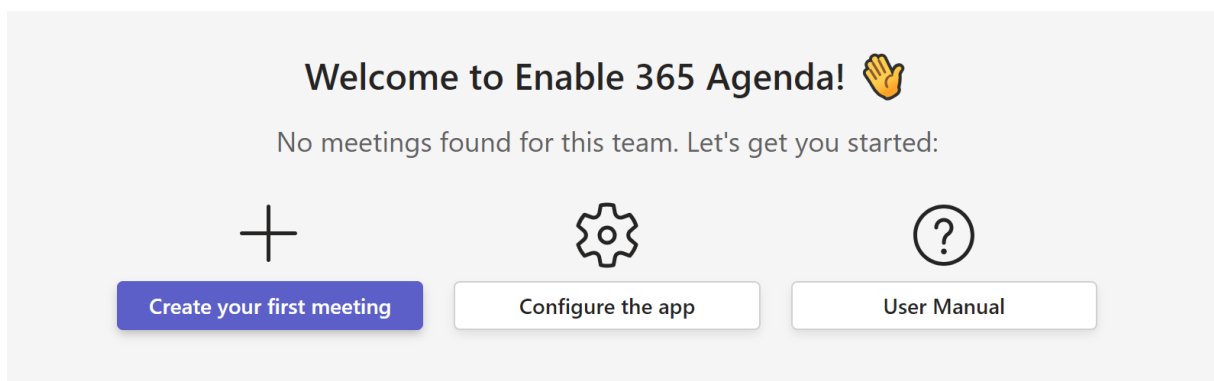 Welcome to Enable 365 Agenda! 👋
No meetings found for this team. Let's get you started:
Create your first meeting
Configure the app
User Manual